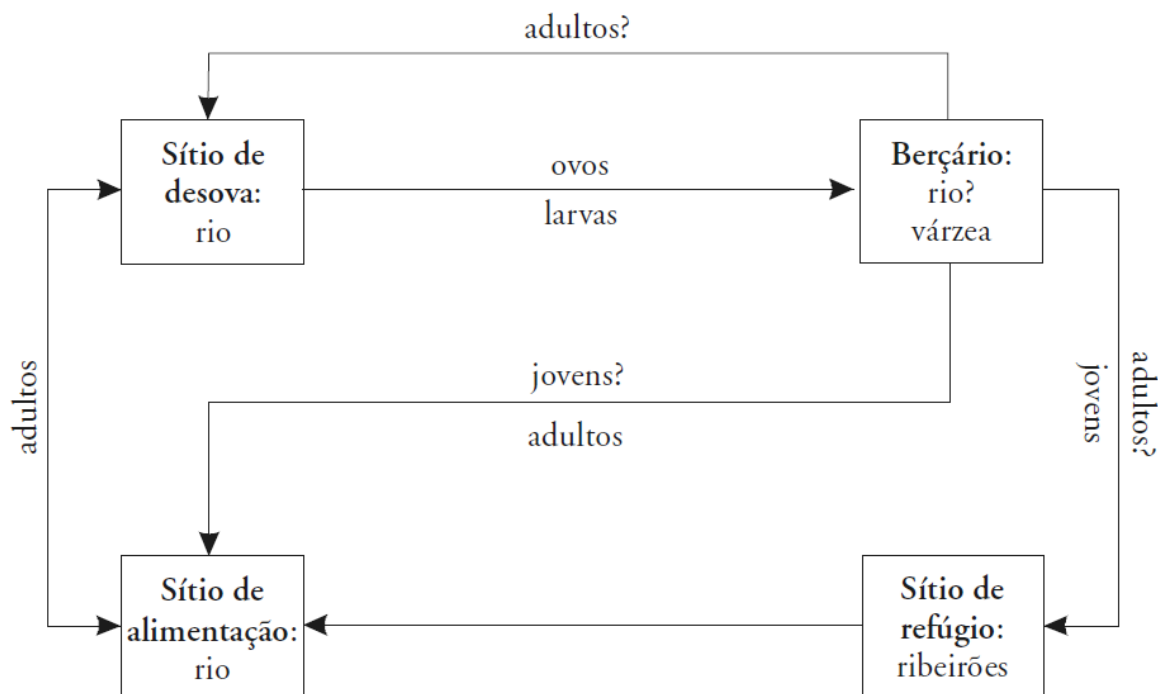 adultos?
Sítio de
desova:
rio
ovos
larvas
Berçário:
rio?
várzea
adultos
jovens?
adultos
adultos?
jovens
Sítio de
alimentação:
rio
Sítio de
refúgio:
ribeirões